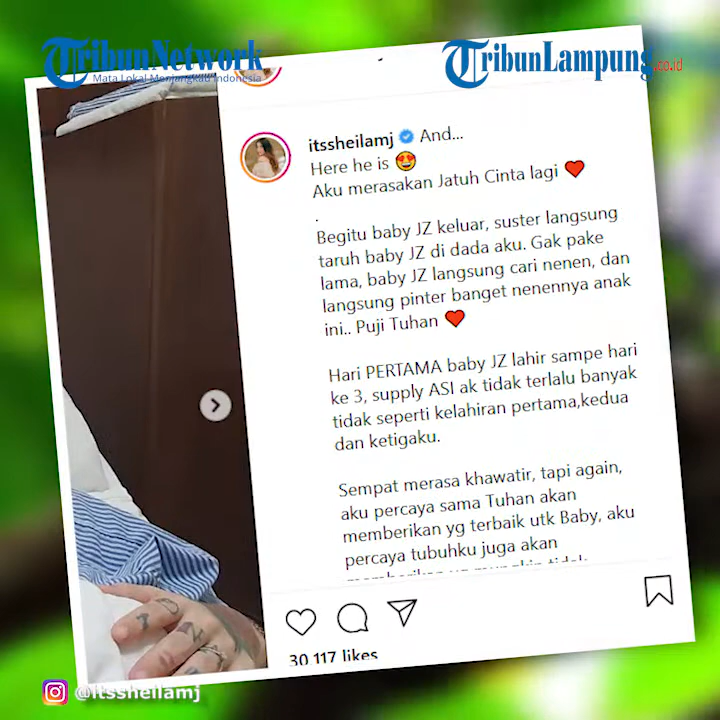 TribunNetwork
Mata Lokal Menjangkau Indonesia
TribunLampung.co.id
itssheilamj And...
Here he is 😍
Aku merasakan Jatuh Cinta lagi ❤️
.
Begitu baby JZ keluar, suster langsung
taruh baby JZ di dada aku. Gak pake
lama, baby JZ langsung cari nenen, dan
langsung pinter banget nenennya anak
ini.. Puji Tuhan ❤️
Hari PERTAMA baby JZ lahir sampe hari
ke 3, supply ASI ak tidak terlalu banyak
tidak seperti kelahiran pertama,kedua
dan ketigaku.
Sempat merasa khawatir, tapi again,
aku percaya sama Tuhan akan
memberikan yg terbaik utk Baby, aku
percaya tubuhku juga akan
memberikan yg mungkin tidak
30,117 likes
@itssheilamj